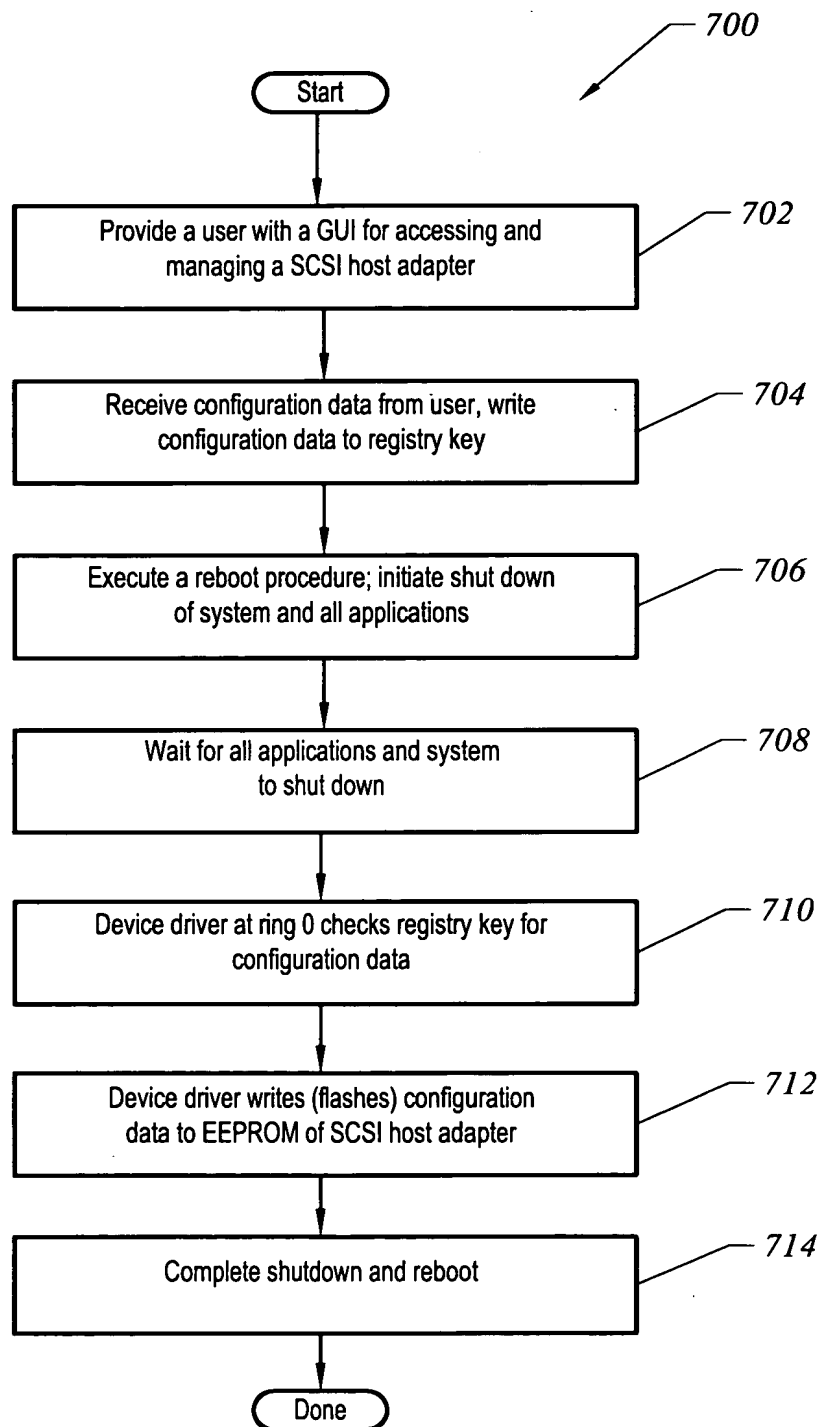 700
Start
702
Provide a user with a GUI for accessing and
managing a SCSI host adapter
704
Receive configuration data from user, write
configuration data to registry key
706
Execute a reboot procedure; initiate shut down
of system and all applications
708
Wait for all applications and system
to shut down
710
Device driver at ring 0 checks registry key for
configuration data
712
Device driver writes (flashes) configuration
data to EEPROM of SCSI host adapter
714
Complete shutdown and reboot
Done